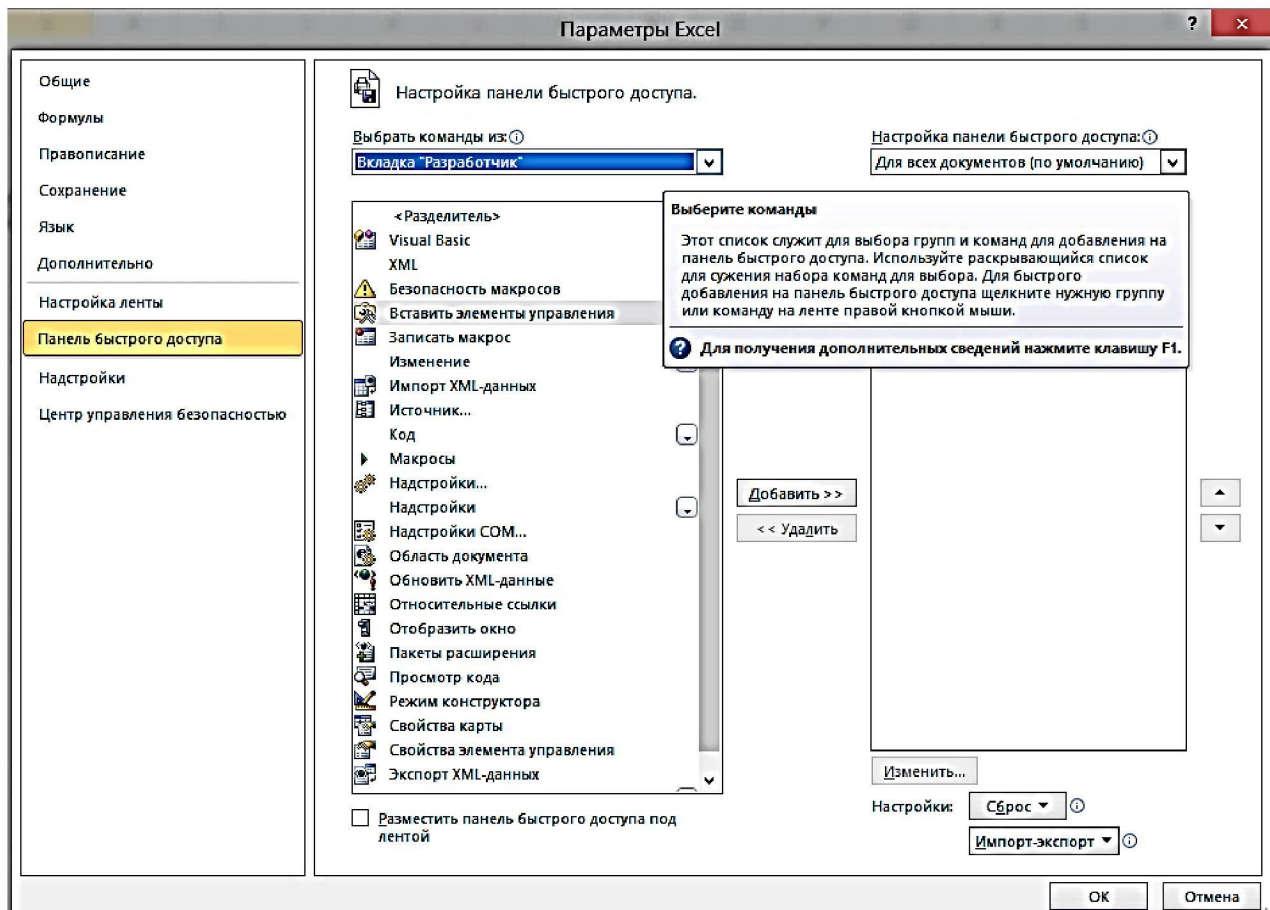 Параметры Excel
?
Общие
Формулы
Правописание
Сохранение
Язык
Дополнительно
Настройка ленты
Панель быстрого доступа
Надстройки
Центр управления безопасностью
Настройка панели быстрого доступа.
Выбрать команды из:
Вкладка "Разработчик"
<Разделитель>
Visual Basic
XML
Безопасность макросов
Вставить элементы управления
Записать макрос
Изменение
Импорт XML-данных
Источник...
Код
Макросы
Надстройки...
Надстройки
Надстройки COM...
Область документа
Обновить XML-данные
Относительные ссылки
Отобразить окно
Пакеты расширения
Просмотр кода
Режим конструктора
Свойства карты
Свойства элемента управления
Экспорт XML-данных
Разместить панель быстрого доступа под
лентой
Добавить >>
<< Удалить
Настройка панели быстрого доступа:
Для всех документов (по умолчанию)
Выберите команды
Этот список служит для выбора групп и команд для добавления на
панель быстрого доступа. Используйте раскрывающийся список
для сужения набора команд для выбора. Для быстрого
добавления на панель быстрого доступа щелкните нужную группу
или команду на ленте правой кнопкой мыши.
Для получения дополнительных сведений нажмите клавишу F1.
Изменить...
Настройки:
Сброс
Импорт-экспорт
ОК
Отмена